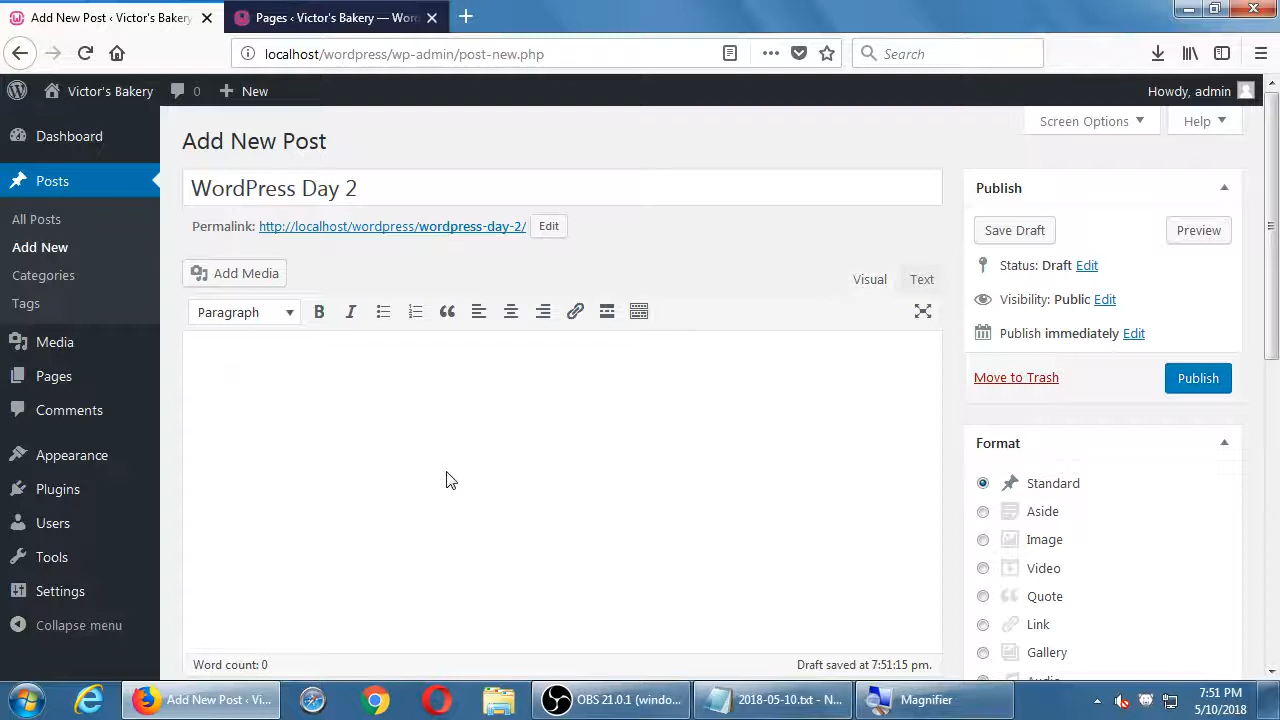 Add New Post ‹ Victor's Bakery
Pages ‹ Victor's Bakery — Wor
localhost/wordpress/wp-admin/post-new.php
Search
Victor's Bakery
0
New
Howdy, admin
Dashboard
Posts
All Posts
Add New
Categories
Tags
Media
Pages
Comments
Appearance
Plugins
Users
Tools
Settings
Collapse menu
Screen Options
Help
Add New Post
WordPress Day 2
Permalink: http://localhost/wordpress/wordpress-day-2/ Edit
Add Media
Visual
Text
Paragraph
Word count: 0
Draft saved at 7:51:15 pm.
Publish
Save Draft
Preview
Status: Draft Edit
Visibility: Public Edit
Publish immediately Edit
Move to Trash
Publish
Format
Standard
Aside
Image
Video
Quote
Link
Gallery
Add New Post ‹ Vi...
OBS 21.0.1 (windo...
2018-05-10.txt - N...
Magnifier
7:51 PM
5/10/2018